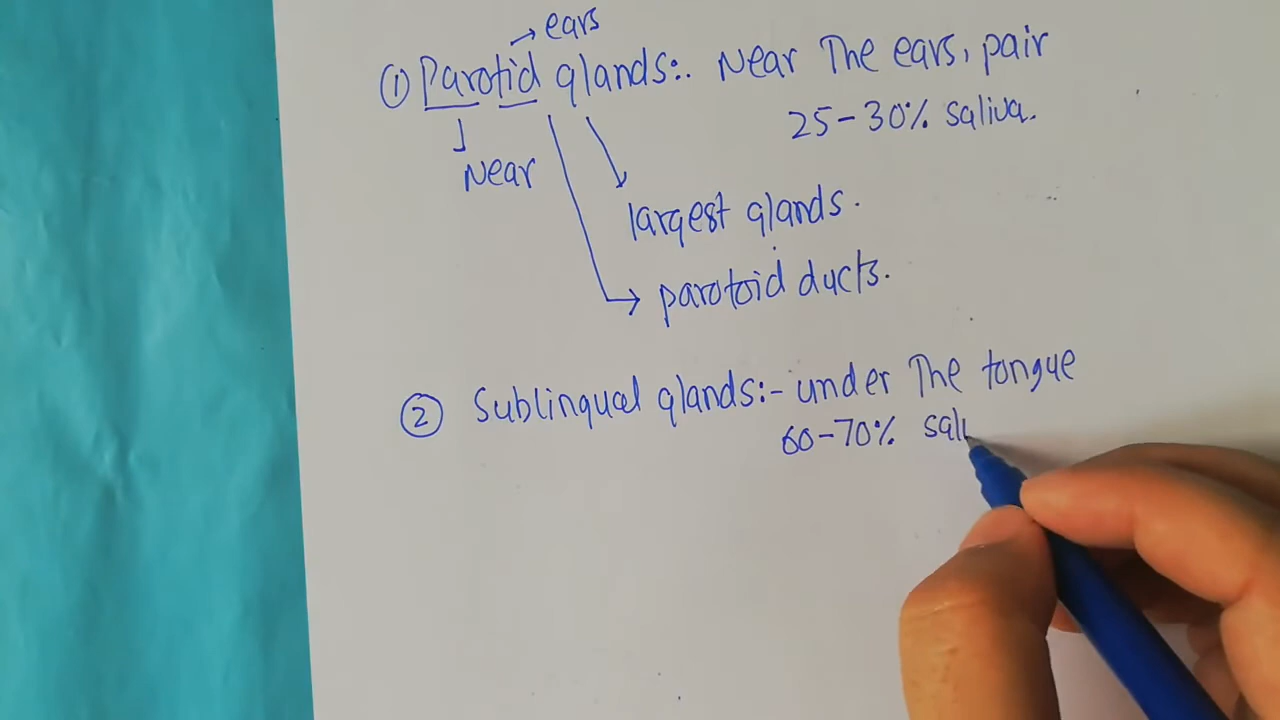 → ears
① Parotid glands:. Near The ears, pair
25-30% saliva.
Near
largest glands.
parotoid ducts.
② Sublingual glands:- under The tongue
60-70% sali